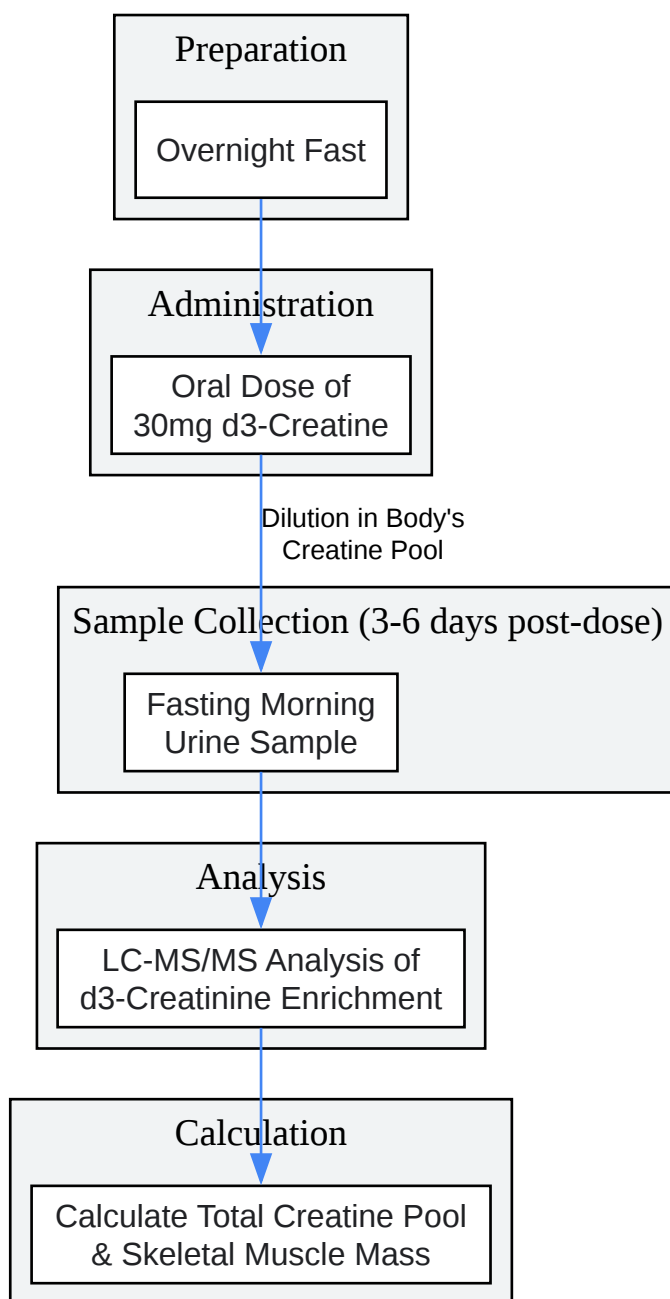 Preparation
Overnight Fast
Administration
Oral Dose of
30mg d3-Creatine
Dilution in Body's
Creatine Pool
Sample Collection (3-6 days post-dose)
Fasting Morning
Urine Sample
Analysis
LC-MS/MS Analysis of
d3-Creatinine Enrichment
Calculation
Calculate Total Creatine Pool
& Skeletal Muscle Mass